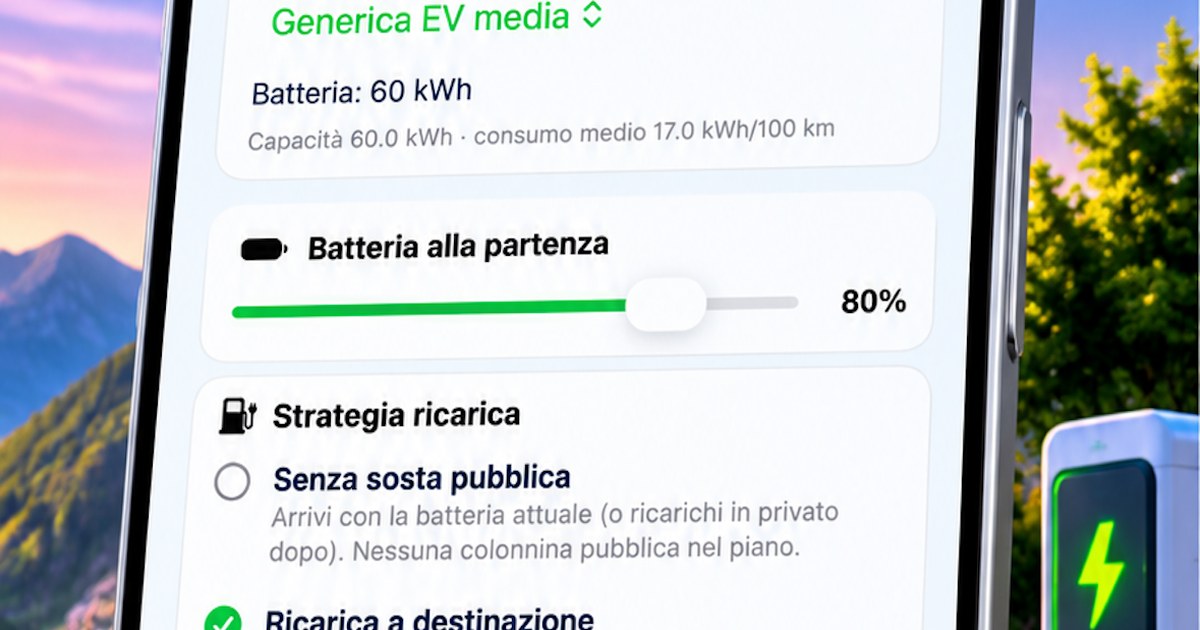 Generica EV media
Batteria: 60 kWh
Capacità 60.0 kWh · consumo medio 17.0 kWh/100 km
Batteria alla partenza
80%
Strategia ricarica
Senza sosta pubblica
Arrivi con la batteria attuale (o ricarichi in privato
dopo). Nessuna colonnina pubblica nel piano.
Ricarica a destinazione